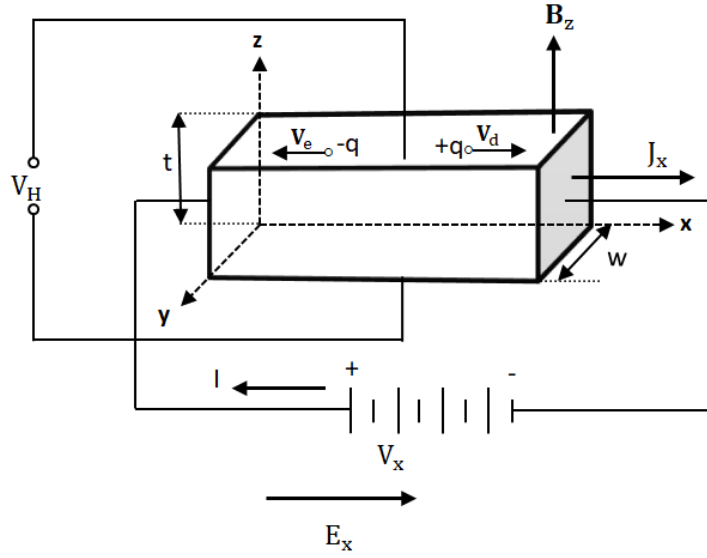 B_z
z
V_e -q +q V_d
t
J_x
V_H
x
w
y
I + -
V_x
E_x